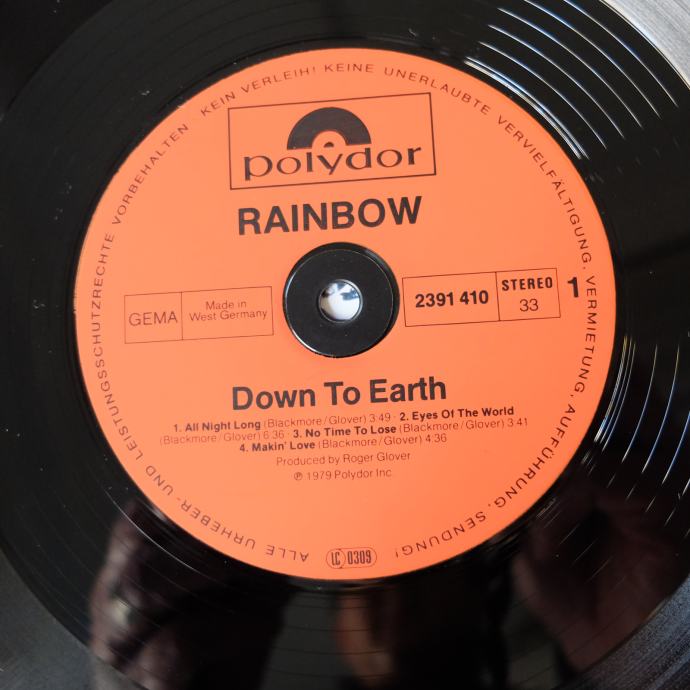 ALLE URHEBER- UND LEISTUNGSSCHUTZRECHTE VORBEHALTEN   KEIN VERLEIH! KEINE UNERLAUBTE VERVIELFÄLTIGUNG, VERMIETUNG, AUFFÜHRUNG, SENDUNG!
polydor
RAINBOW
GEMA
Made in
West Germany
2391 410
STEREO
33
1
Down To Earth
1. All Night Long (Blackmore/Glover) 3:49 · 2. Eyes Of The World
(Blackmore/Glover) 6:36 · 3. No Time To Lose (Blackmore/Glover) 3:41
4. Makin' Love (Blackmore/Glover) 4:36
Produced by Roger Glover
℗ 1979 Polydor Inc.
LC 0309